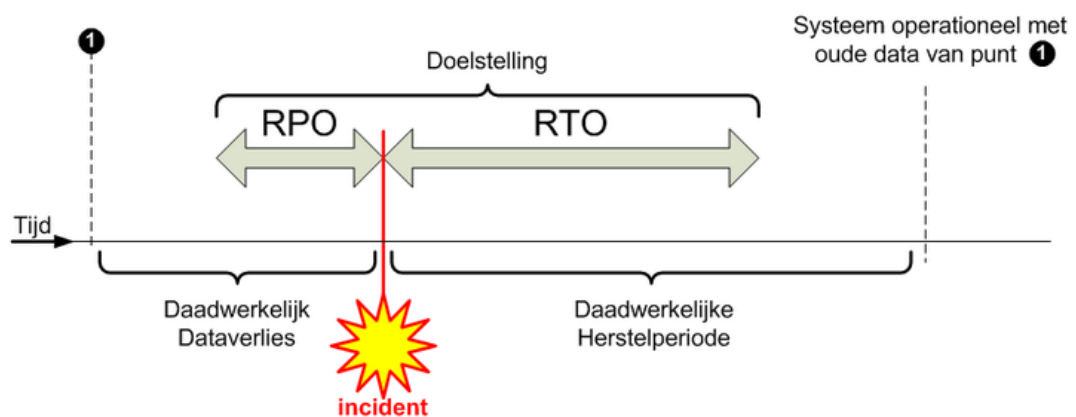 1
Systeem operationeel met
oude data van punt 1
Doelstelling
RPO
RTO
Tijd
Daadwerkelijk
Dataverlies
Daadwerkelijke
Herstelperiode
incident